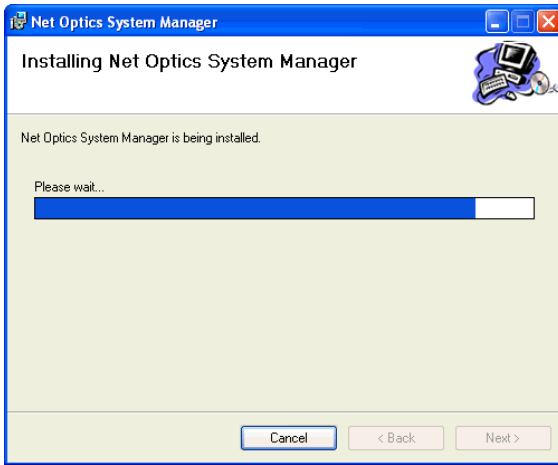 Net Optics System Manager
Installing Net Optics System Manager
Net Optics System Manager is being installed.
Please wait...
Cancel
< Back
Next >